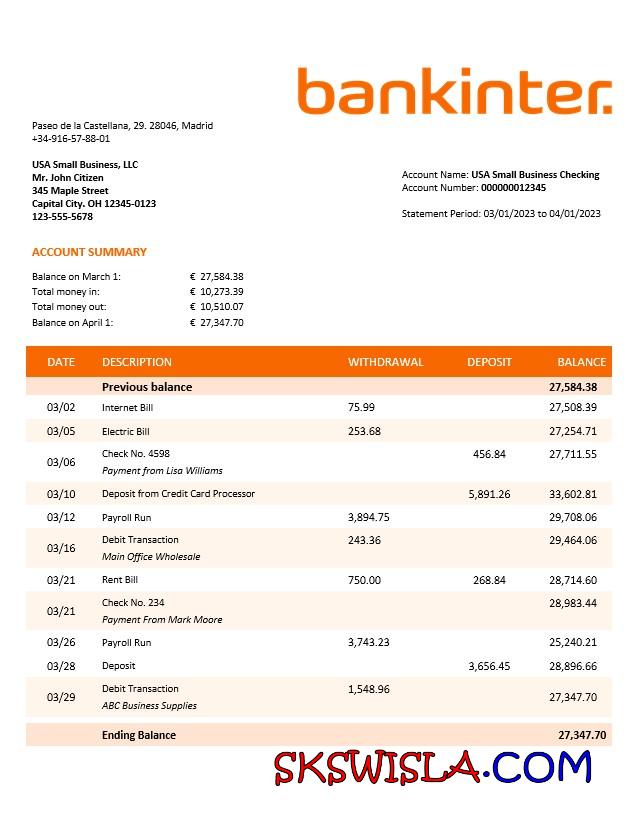 bankinter.
Paseo de la Castellana, 29. 28046, Madrid
+34-916-57-88-01
USA Small Business, LLC
Mr. John Citizen
345 Maple Street
Capital City. OH 12345-0123
123-555-5678
Account Name: USA Small Business Checking
Account Number: 000000012345
Statement Period: 03/01/2023 to 04/01/2023
ACCOUNT SUMMARY
Balance on March 1: € 27,584.38
Total money in: € 10,273.39
Total money out: € 10,510.07
Balance on April 1: € 27,347.70
DATE DESCRIPTION WITHDRAWAL DEPOSIT BALANCE
Previous balance 27,584.38
03/02 Internet Bill 75.99 27,508.39
03/05 Electric Bill 253.68 27,254.71
03/06 Check No. 4598 456.84 27,711.55
Payment from Lisa Williams
03/10 Deposit from Credit Card Processor 5,891.26 33,602.81
03/12 Payroll Run 3,894.75 29,708.06
03/16 Debit Transaction 243.36 29,464.06
Main Office Wholesale
03/21 Rent Bill 750.00 268.84 28,714.60
03/21 Check No. 234 28,983.44
Payment From Mark Moore
03/26 Payroll Run 3,743.23 25,240.21
03/28 Deposit 3,656.45 28,896.66
03/29 Debit Transaction 1,548.96 27,347.70
ABC Business Supplies
Ending Balance 27,347.70
SKSWISLA.COM